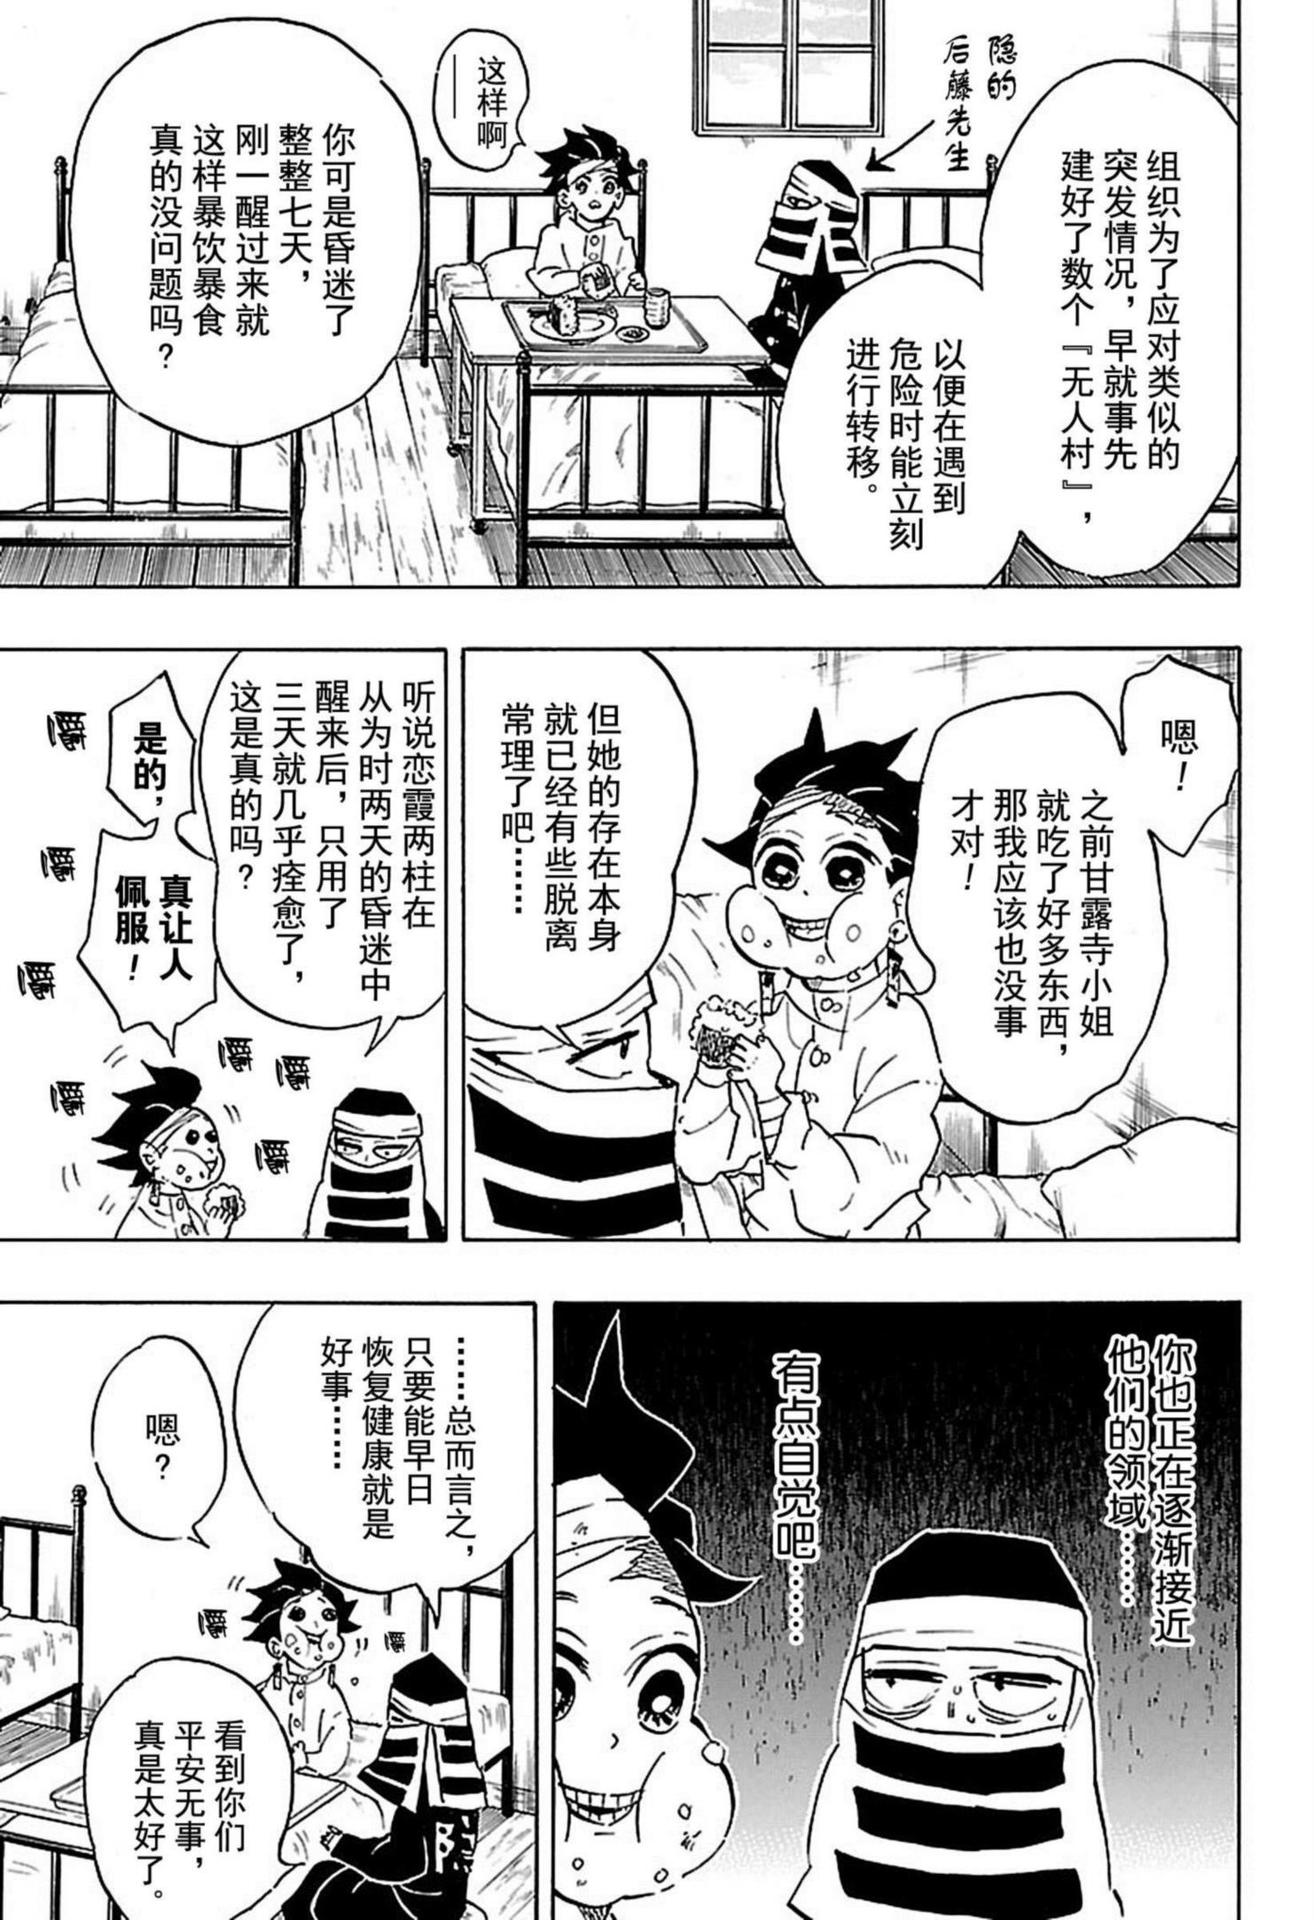 组织为了应对类似的
突发情况，早就事先
建好了数个『无人村』，
以便在遇到
危险时能立刻
进行转移。
隐的
后藤先生
这样啊
——
你可是昏迷了
整整七天，
刚一醒过来就
这样暴饮暴食
真的没问题吗？
嗯！
之前甘露寺小姐
就吃了好多东西，
那我应该也没事
才对！
但她的存在本身
就已经有些脱离
常理了吧……
听说恋霞两柱在
从为时两天的昏迷中
醒来后，只用了
三天就几乎痊愈了，
这是真的吗？
是的，
真让人
佩服！
嚼
嚼
嚼
嚼
嚼
嚼
嚼
你也正在逐渐接近
他们的领域……
有点自觉吧……
……总而言之，
只要能早日
恢复健康就是
好事……
嗯？
嚼
嚼
看到你们
平安无事，
真是太好了。
隐